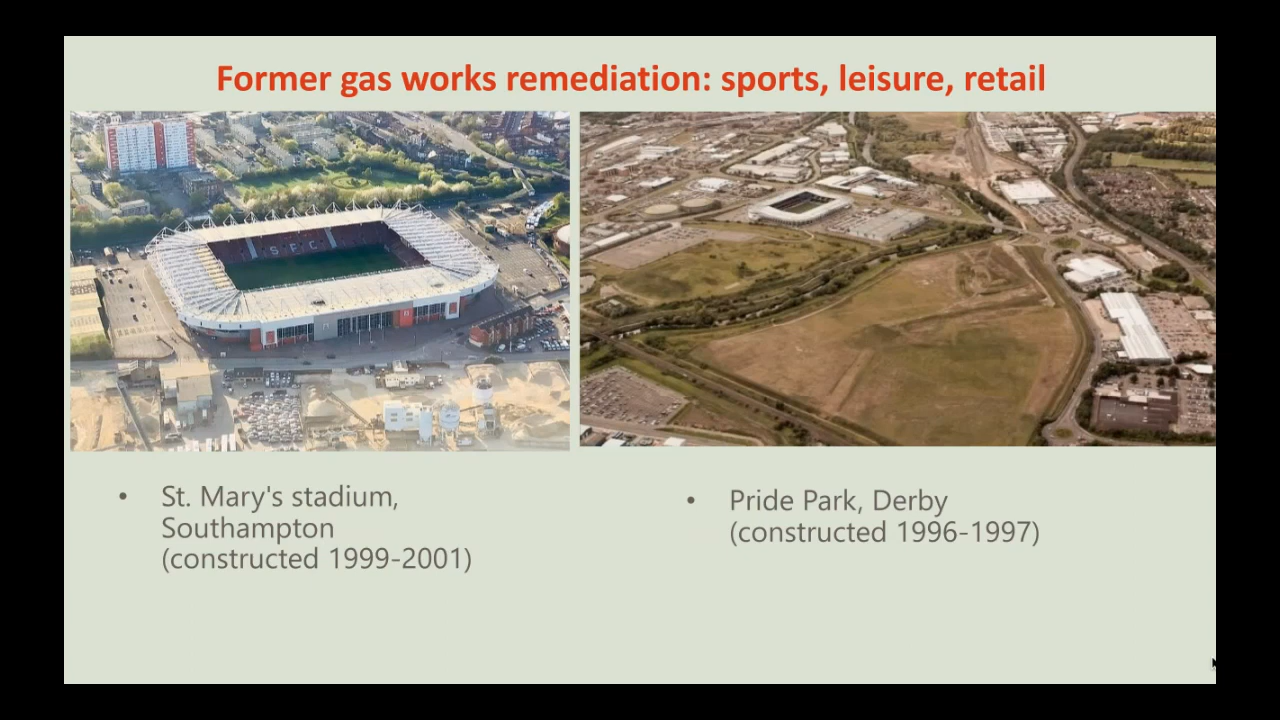 Former gas works remediation: sports, leisure, retail
SFC
• St. Mary's stadium,
Southampton
(constructed 1999-2001)
• Pride Park, Derby
(constructed 1996-1997)